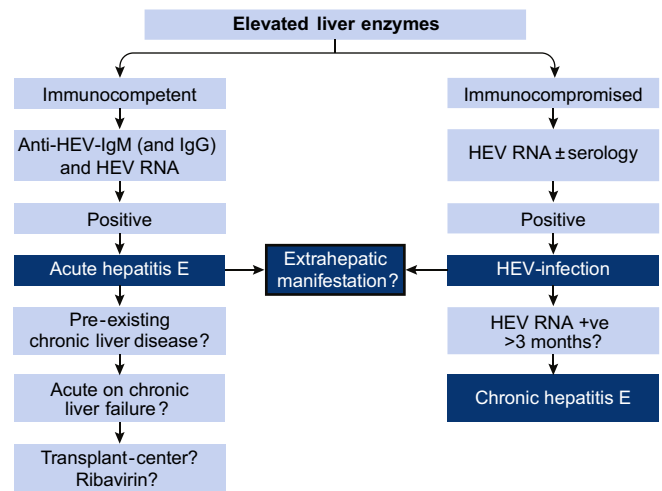 Elevated liver enzymes
Immunocompetent
Immunocompromised
Anti-HEV-IgM (and IgG)
and HEV RNA
HEV RNA ± serology
Positive
Positive
Acute hepatitis E
Extrahepatic
manifestation?
HEV-infection
Pre-existing
chronic liver disease?
HEV RNA +ve
>3 months?
Acute on chronic
liver failure?
Chronic hepatitis E
Transplant-center?
Ribavirin?